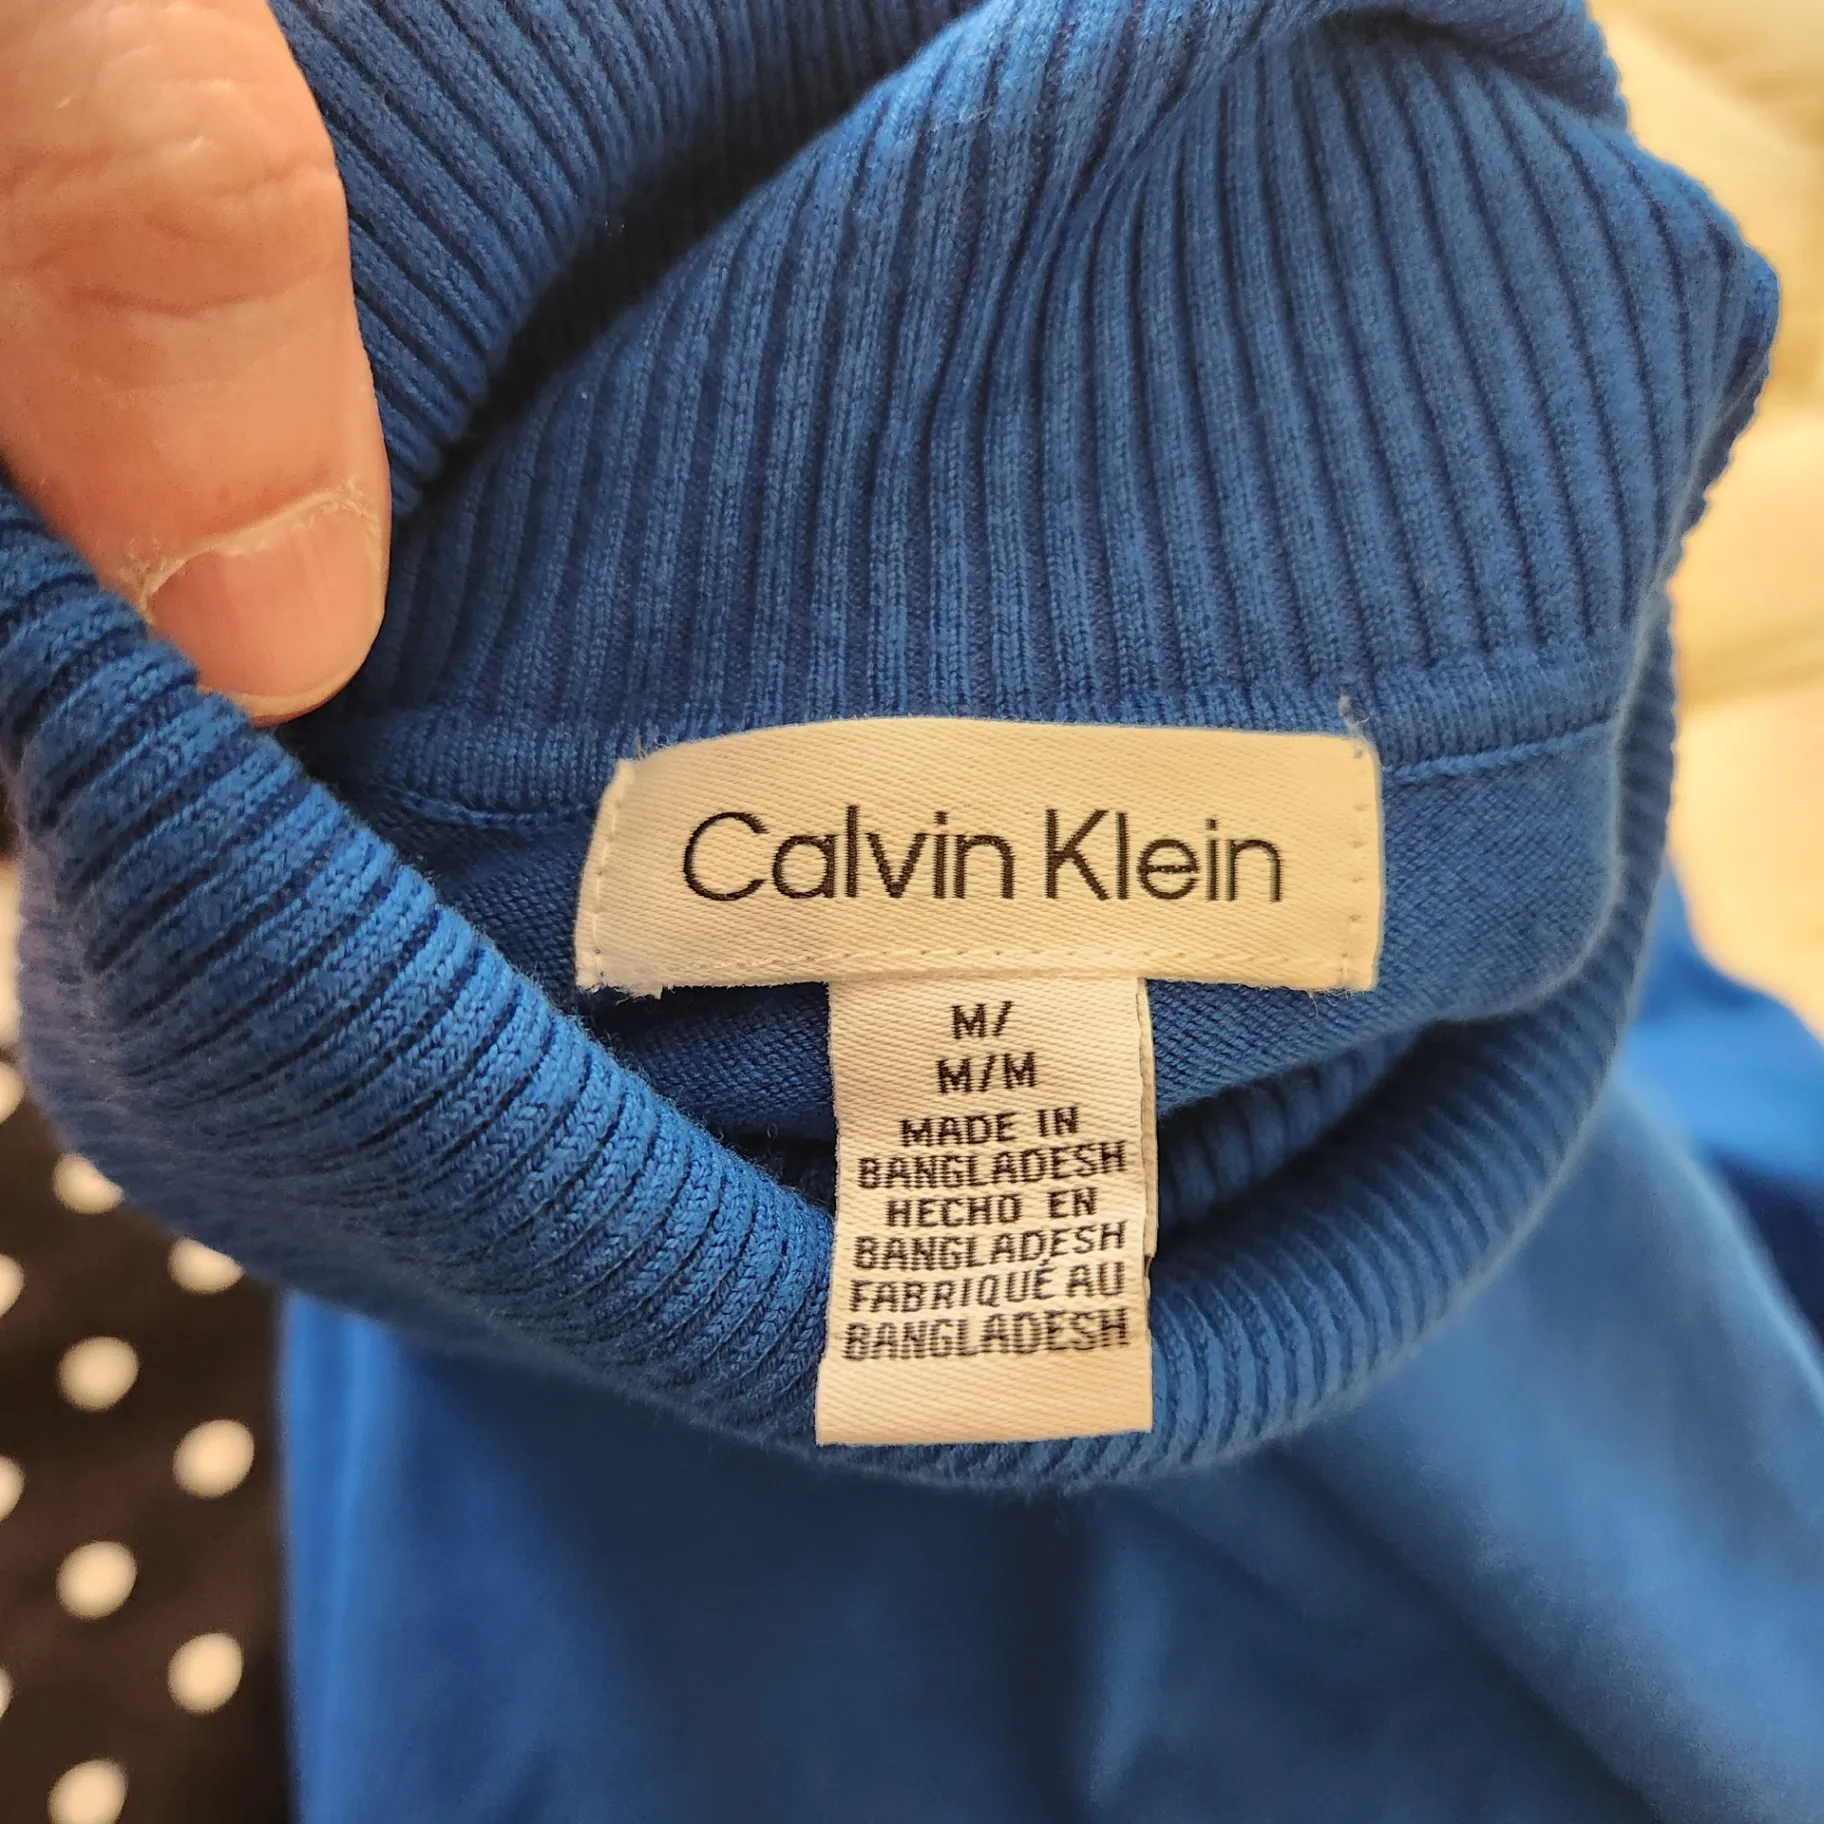 Calvin Klein
M/
M/M
MADE IN
BANGLADESH
HECHO EN
BANGLADESH
FABRIQUÉ AU
BANGLADESH